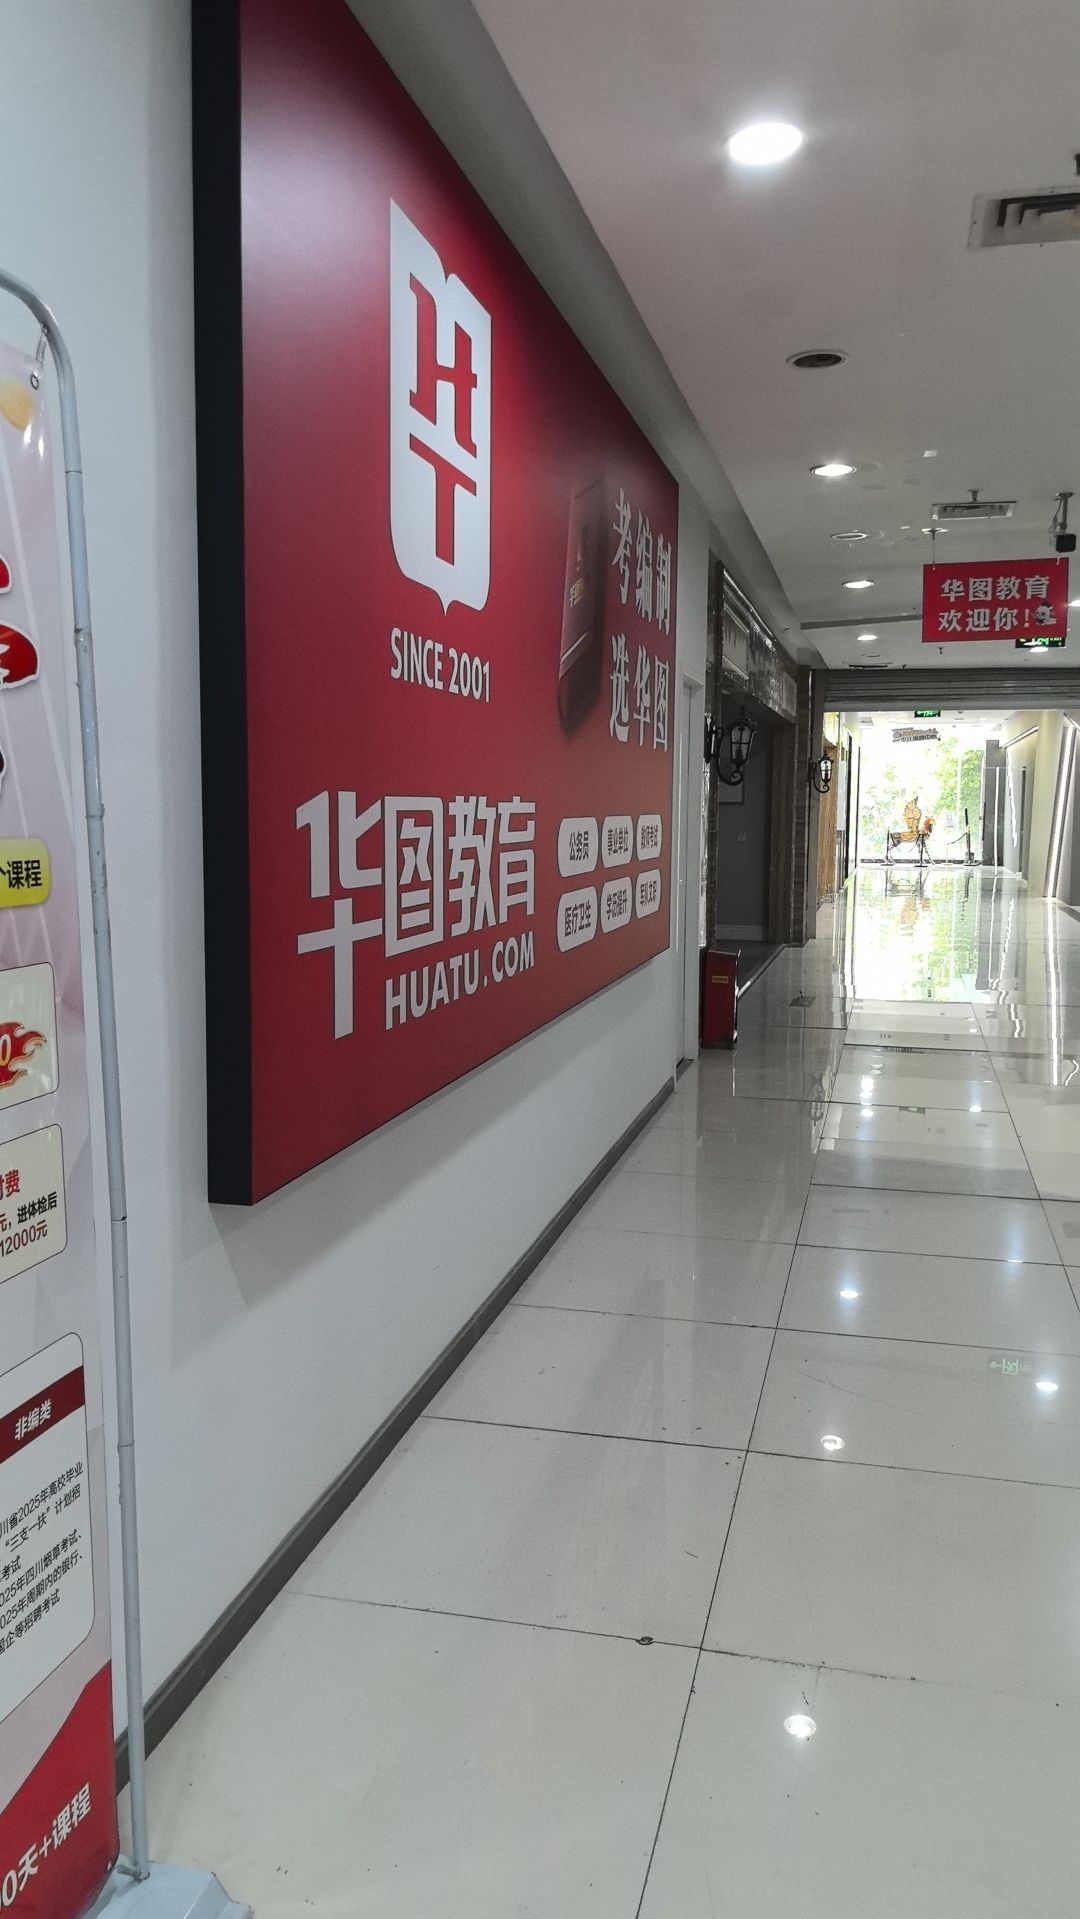 HT
SINCE 2001
华图教育
HUATU.COM
考编制
选华图
公务员
事业单位
教师考试
医疗卫生
学历提升
军队文职
华图教育
欢迎你!
个课程
付费
元，进体检后
12000元
非编类
川省2025年高校毕业
“三支一扶”计划招
考试
025年四川烟草考试、
025年周期内的银行、
国企等招聘考试
0天+课程